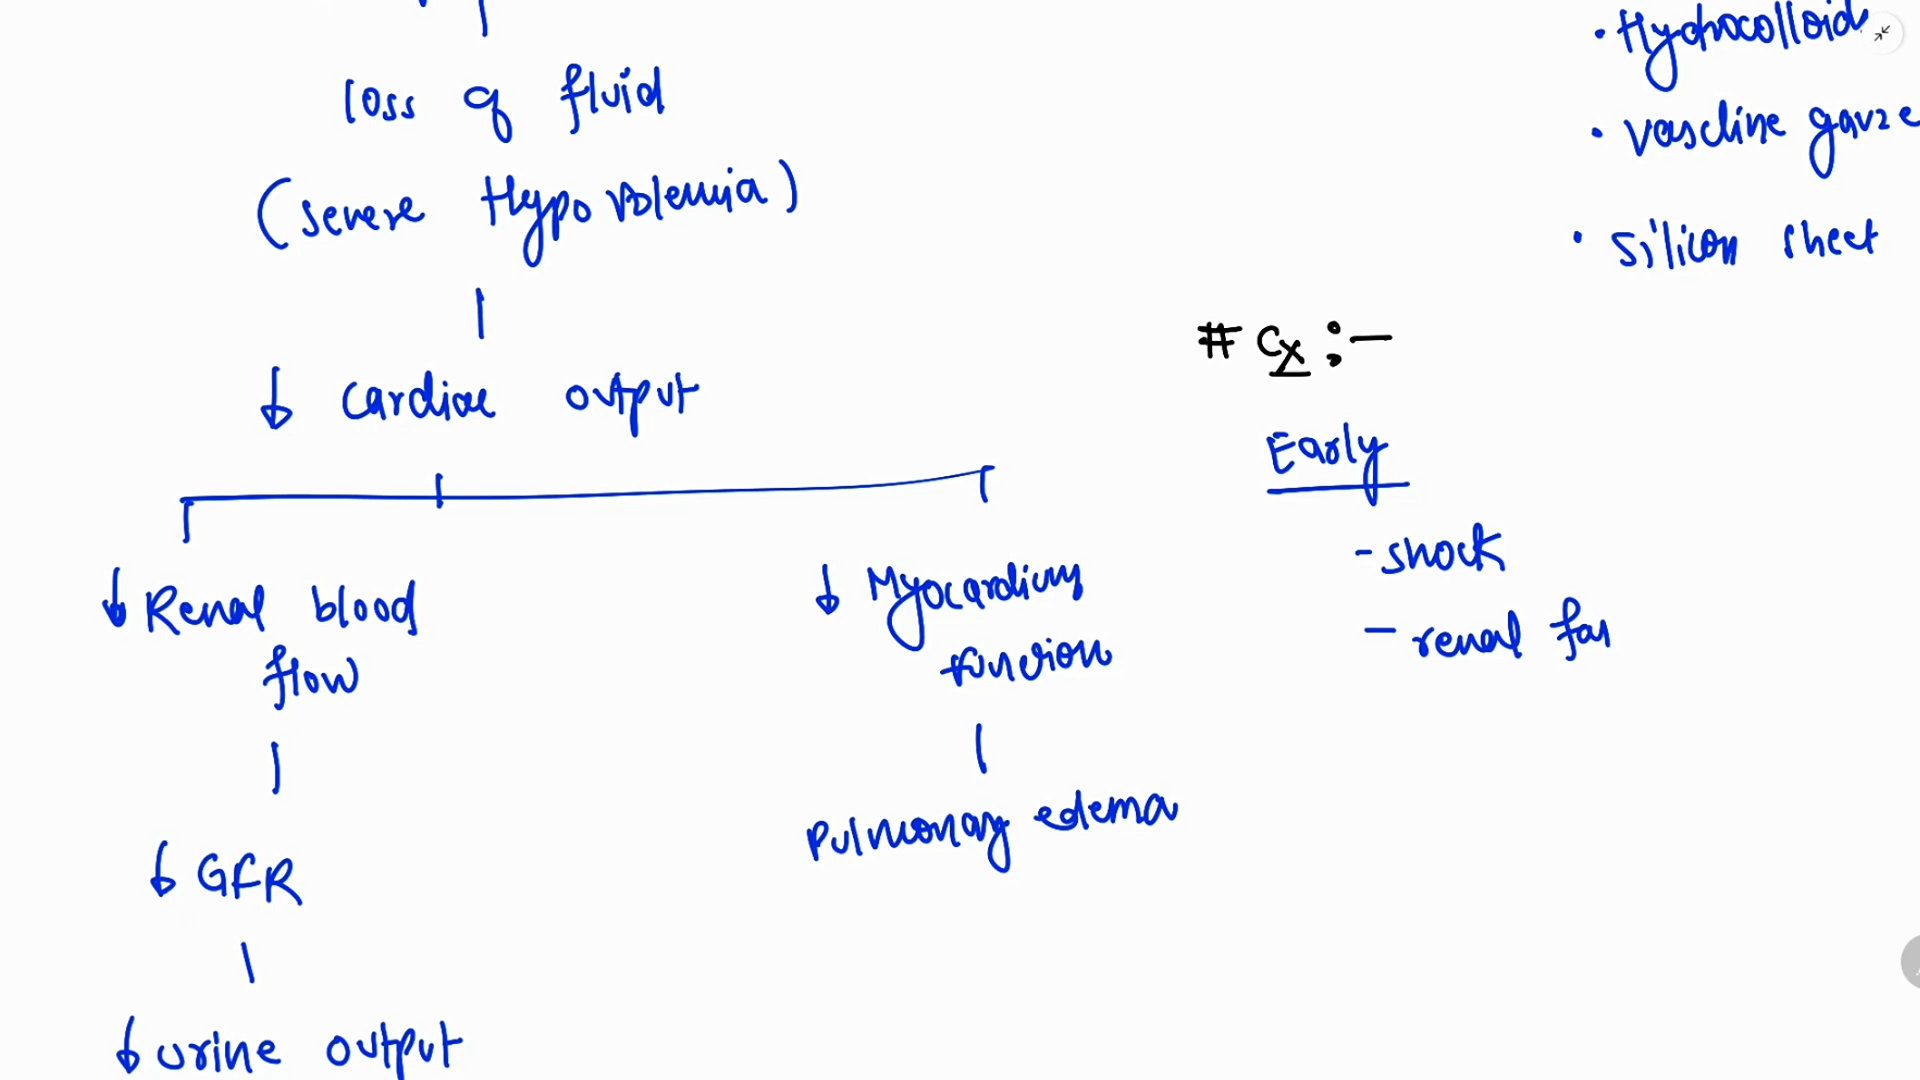 loss of fluid
(severe Hypovolemia)
↓ cardiac output
↓ Renal blood
flow
↓ GFR
↓ urine output
↓ Myocardium
function
Pulmonary edema
• Hydrocolloid
• vaseline gauze
• silicon sheet
# Cx :-
Early
- shock
- renal fai